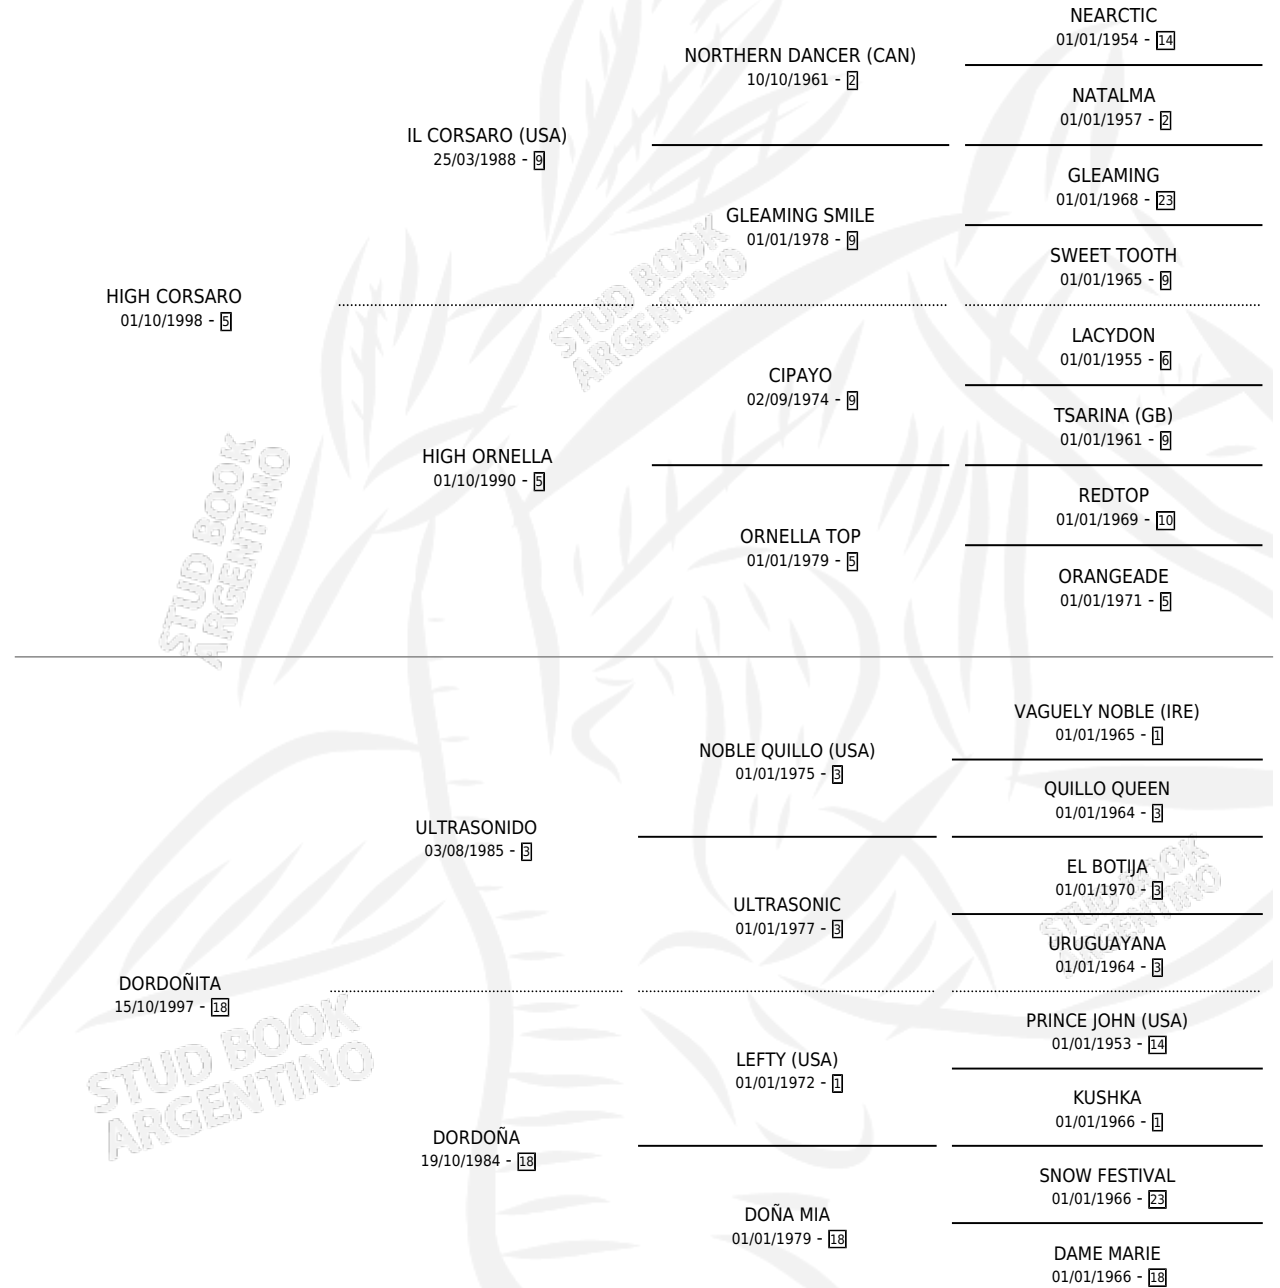 NEARCTIC
01/01/1954 - 14
NORTHERN DANCER (CAN)
10/10/1961 - 2
NATALMA
01/01/1957 - 2
IL CORSARO (USA)
25/03/1988 - 9
GLEAMING
01/01/1968 - 23
GLEAMING SMILE
01/01/1978 - 9
SWEET TOOTH
01/01/1965 - 9
HIGH CORSARO
01/10/1998 - 5
LACYDON
01/01/1955 - 6
CIPAYO
02/09/1974 - 9
TSARINA (GB)
01/01/1961 - 9
HIGH ORNELLA
01/10/1990 - 5
REDTOP
01/01/1969 - 10
ORNELLA TOP
01/01/1979 - 5
ORANGEADE
01/01/1971 - 5
STUD BOOK
ARGENTINO
STUD BOOK
ARGENTINO
VAGUELY NOBLE (IRE)
01/01/1965 - 1
NOBLE QUILLO (USA)
01/01/1975 - 3
QUILLO QUEEN
01/01/1964 - 3
ULTRASONIDO
03/08/1985 - 3
EL BOTIJA
01/01/1970 - 3
ULTRASONIC
01/01/1977 - 3
URUGUAYANA
01/01/1964 - 3
DORDOÑITA
15/10/1997 - 18
PRINCE JOHN (USA)
01/01/1953 - 14
LEFTY (USA)
01/01/1972 - 1
KUSHKA
01/01/1966 - 1
DORDOÑA
19/10/1984 - 18
SNOW FESTIVAL
01/01/1966 - 23
DOÑA MIA
01/01/1979 - 18
DAME MARIE
01/01/1966 - 18
STUD BOOK
ARGENTINO
STUD BOOK
ARGENTINO